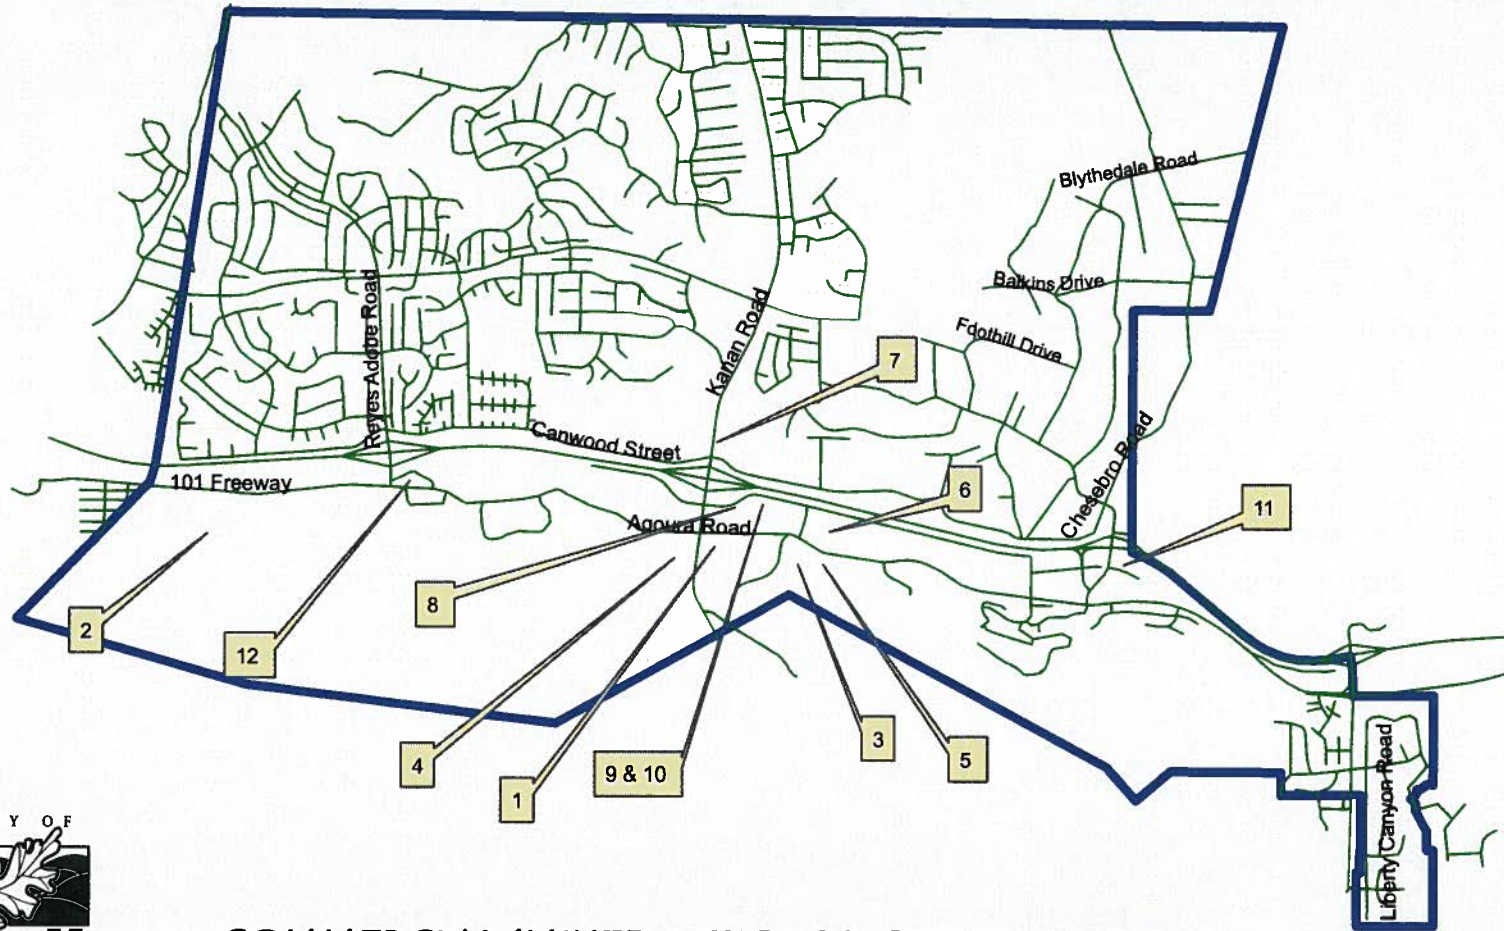 Blythedale Road
Balkins Drive
Foothill Drive
Kanan Road
Reyes Adobe Road
7
Canwood Street
101 Freeway
6
Chesebro Road
11
Agoura Road
8
2
12
3
4
5
9 & 10
1
Liberty Canyon Road
Y OF